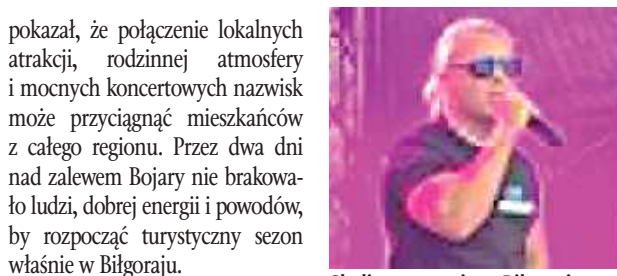 pokazał, że połączenie lokalnych
atrakcji, rodzinnej atmosfery
i mocnych koncertowych nazwisk
może przyciągnąć mieszkańców
z całego regionu. Przez dwa dni
nad zalewem Bojary nie brakowa-
ło ludzi, dobrej energii i powodów,
by rozpocząć turystyczny sezon
właśnie w Biłgoraju.